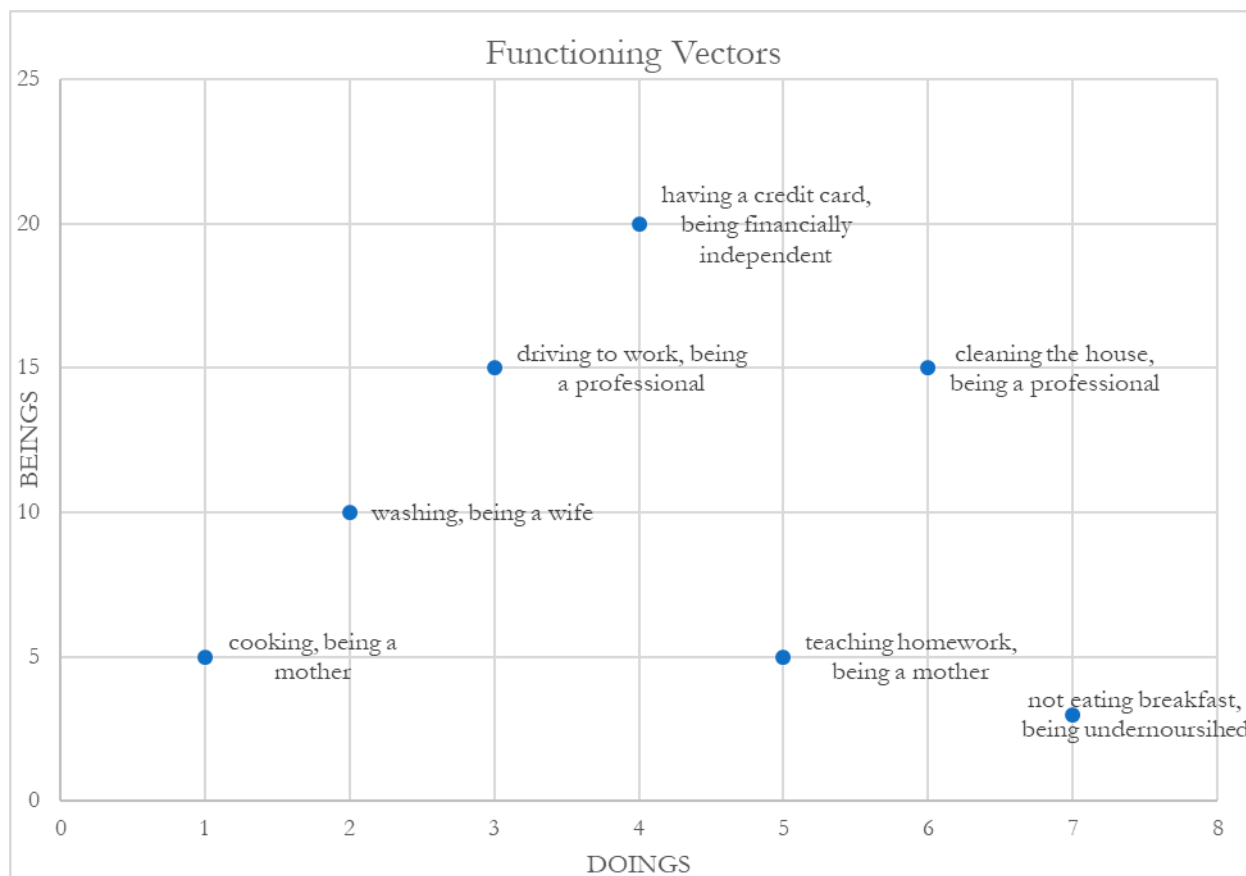 Functioning Vectors
25
20
15
10
5
0
BEINGS
having a credit card,
being financially
independent
driving to work, being
a professional
cleaning the house,
being a professional
washing, being a wife
cooking, being a
mother
teaching homework,
being a mother
not eating breakfast,
being undernoursihed
0 1 2 3 4 5 6 7 8
DOINGS